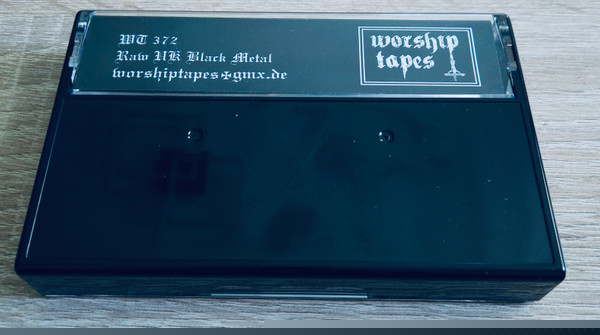 WT 372
Raw UK Black Metal
worshiptapes✠gmx.de
worship
tapes